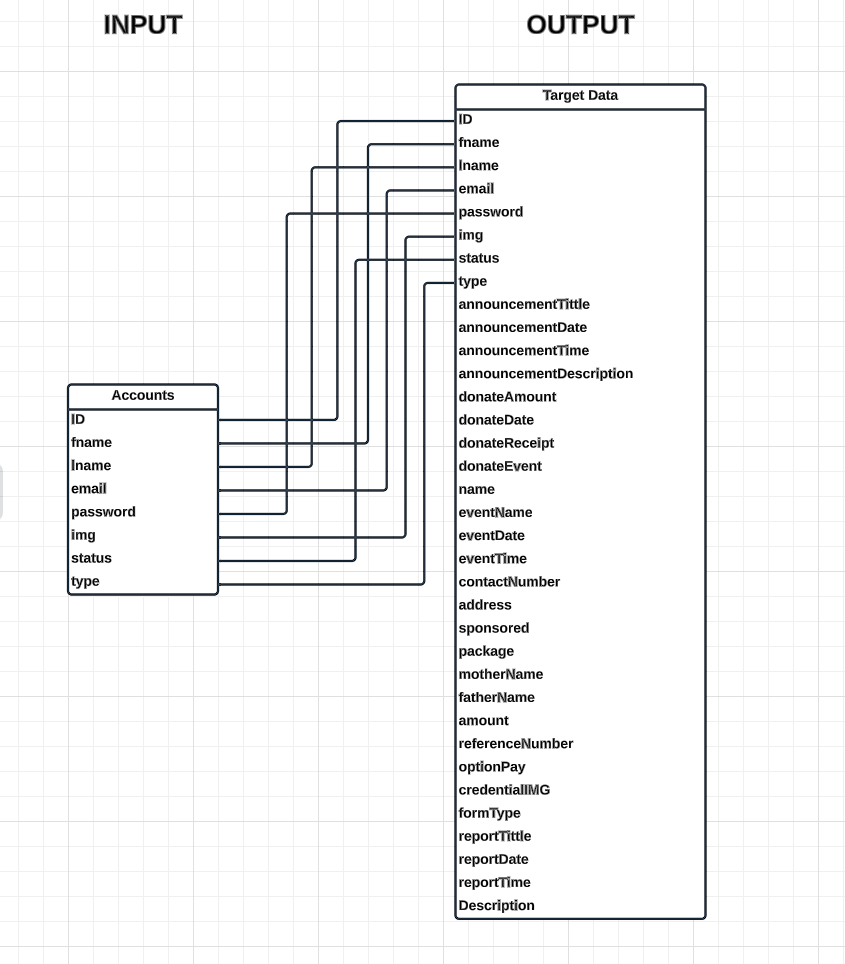 INPUT
OUTPUT
Accounts
ID
fname
lname
email
password
img
status
type
Target Data
ID
fname
lname
email
password
img
status
type
announcementTittle
announcementDate
announcementTime
announcementDescription
donateAmount
donateDate
donateReceipt
donateEvent
name
eventName
eventDate
eventTime
contactNumber
address
sponsored
package
motherName
fatherName
amount
referenceNumber
optionPay
credentialIMG
formType
reportTittle
reportDate
reportTime
Description